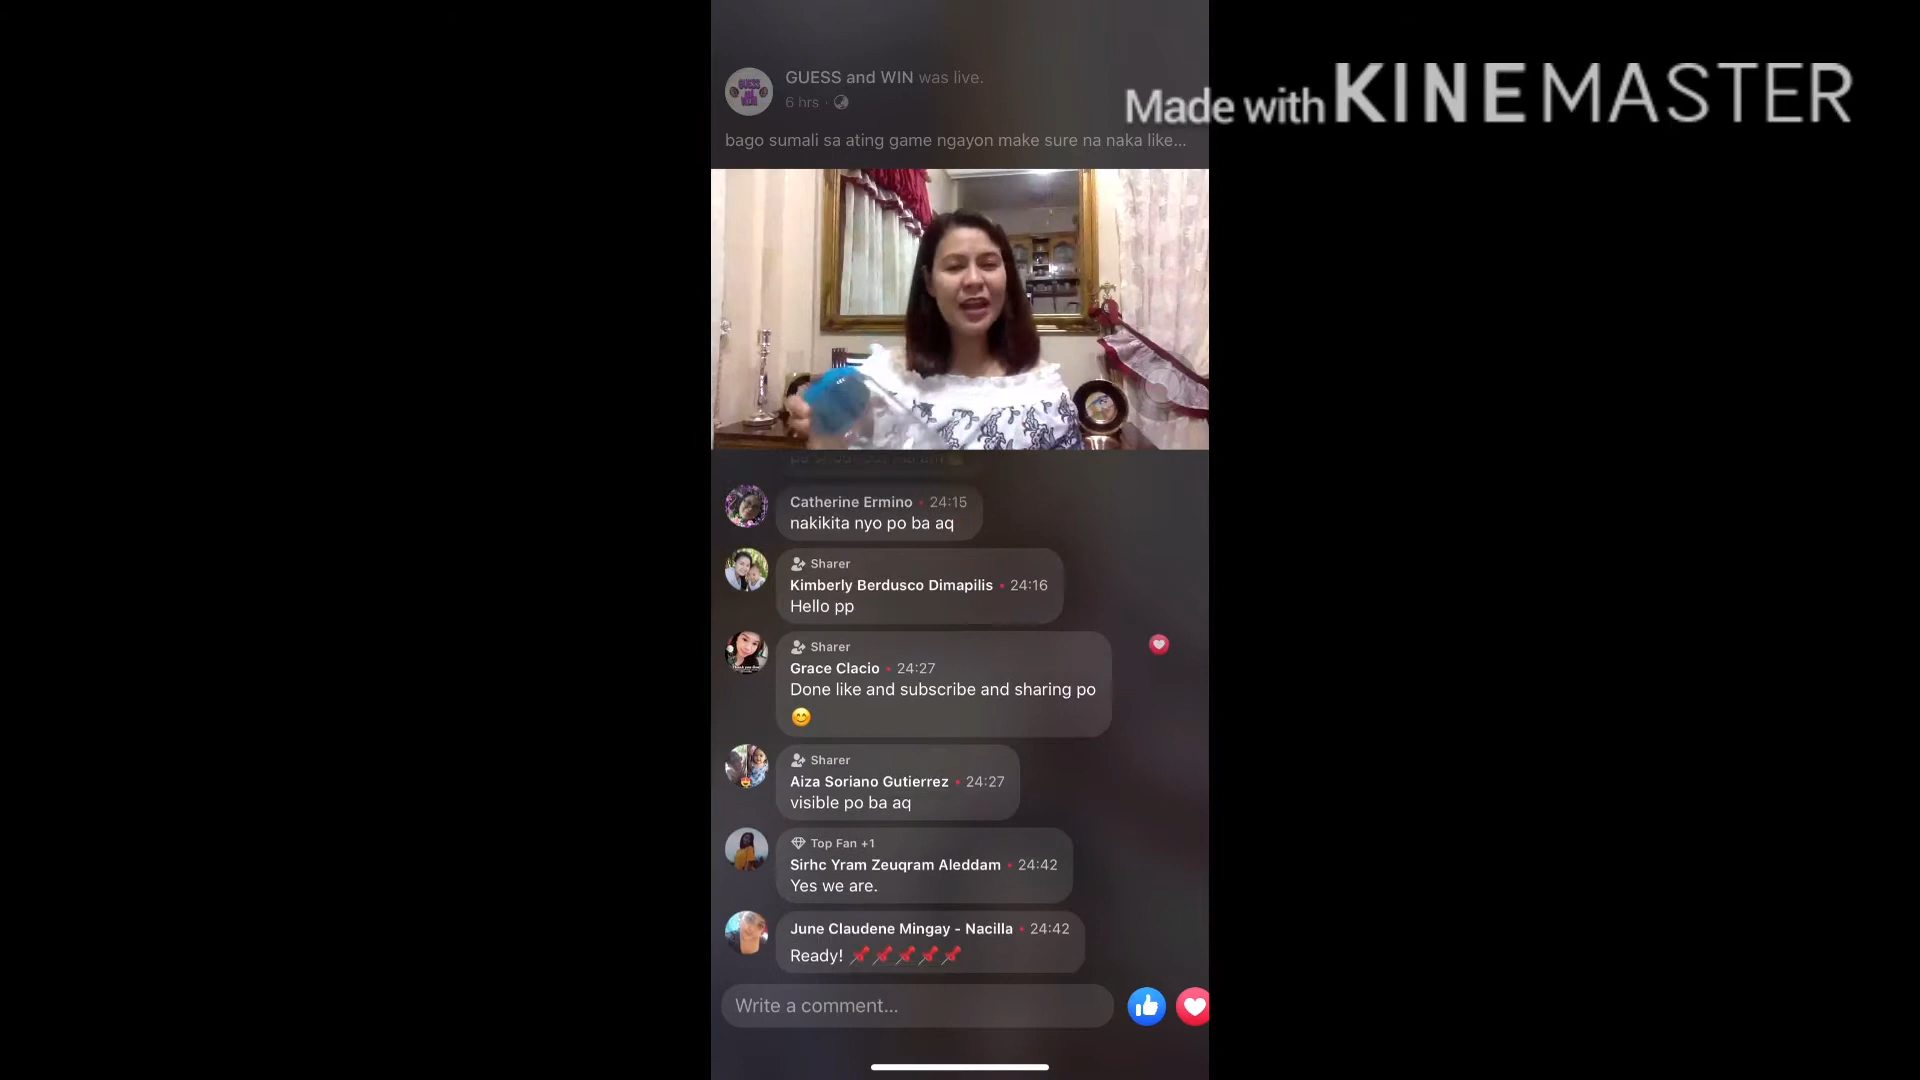 GUESS and WIN was live.
6 hrs ·
Made with KINEMASTER
bago sumali sa ating game ngayon make sure na naka like...
Catherine Ermino • 24:15
nakikita nyo po ba aq
Sharer
Kimberly Berdusco Dimapilis • 24:16
Hello pp
Sharer
Grace Clacio • 24:27
Done like and subscribe and sharing po
😊
Sharer
Aiza Soriano Gutierrez • 24:27
visible po ba aq
Top Fan +1
Sirhc Yram Zeuqram Aleddam • 24:42
Yes we are.
June Claudene Mingay - Nacilla • 24:42
Ready! 📌📌📌📌📌
Write a comment...